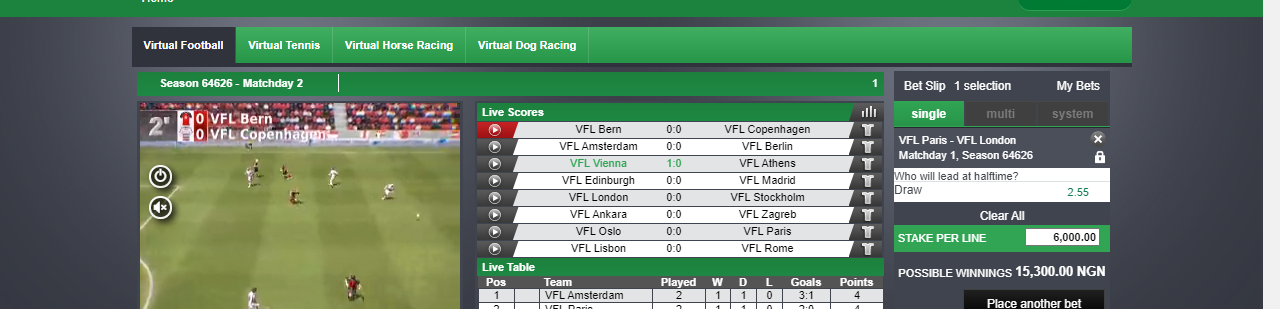 Home
Virtual Football Virtual Tennis Virtual Horse Racing Virtual Dog Racing
Season 64626 - Matchday 2 1
2' 0 VFL Bern
0 VFL Copenhagen
Live Scores
VFL Bern 0:0 VFL Copenhagen
VFL Amsterdam 0:0 VFL Berlin
VFL Vienna 1:0 VFL Athens
VFL Edinburgh 0:0 VFL Madrid
VFL London 0:0 VFL Stockholm
VFL Ankara 0:0 VFL Zagreb
VFL Oslo 0:0 VFL Paris
VFL Lisbon 0:0 VFL Rome
Live Table
Pos Team Played W D L Goals Points
1 VFL Amsterdam 2 1 1 0 3:1 4
2 VFL Paris 2 1 1 0 2:0 4
Bet Slip 1 selection My Bets
single multi system
VFL Paris - VFL London
Matchday 1, Season 64626
Who will lead at halftime?
Draw 2.55
Clear All
STAKE PER LINE 6,000.00
POSSIBLE WINNINGS 15,300.00 NGN
Place another bet